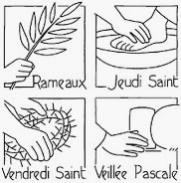 Rameaux
Jeudi Saint
Vendredi Saint
Veillée Pascale